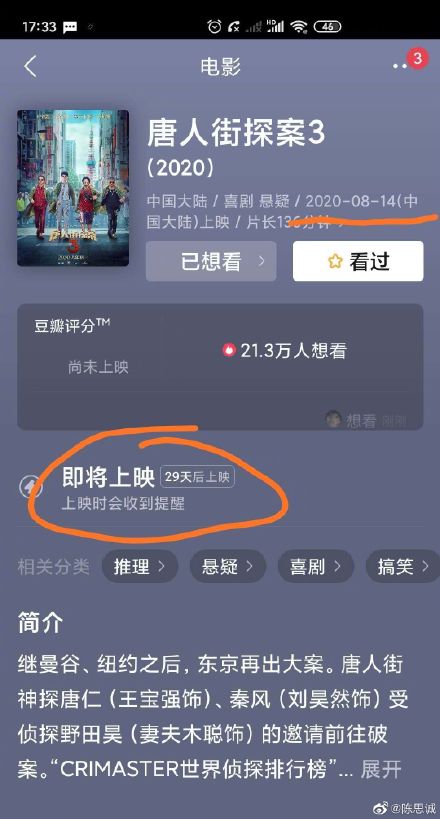 17:33
46
电影
3
唐人街探案3
(2020)
中国大陆 / 喜剧 悬疑 / 2020-08-14(中
国大陆)上映 / 片长136分钟
已想看
看过
唐人街探案
3
豆瓣评分™
尚未上映
21.3万人想看
想看 刚刚
即将上映 29天后上映
上映时会收到提醒
相关分类 推理 悬疑 喜剧 搞笑
简介
继曼谷、纽约之后，东京再出大案。唐人街
神探唐仁（王宝强饰）、秦风（刘昊然饰）受
侦探野田昊（妻夫木聪饰）的邀请前往破
案。“CRIMASTER世界侦探排行榜”... 展开
@陈思诚